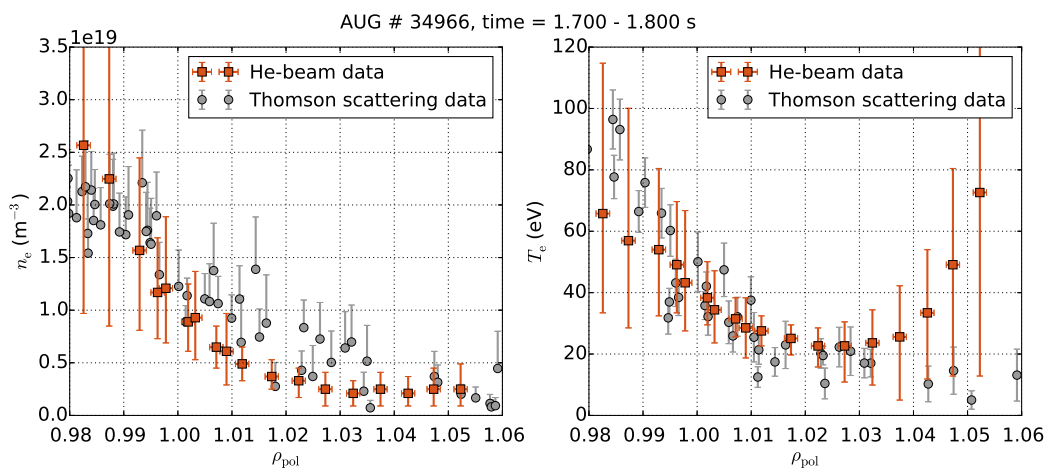 AUG # 34966, time = 1.700 - 1.800 s
1e19
3.5
3.0
2.5
2.0
1.5
1.0
0.5
0.0
nₑ (m⁻³)
He-beam data
Thomson scattering data
0.98 0.99 1.00 1.01 1.02 1.03 1.04 1.05 1.06
ρpol
120
100
80
60
40
20
0
Tₑ (eV)
He-beam data
Thomson scattering data
0.98 0.99 1.00 1.01 1.02 1.03 1.04 1.05 1.06
ρpol